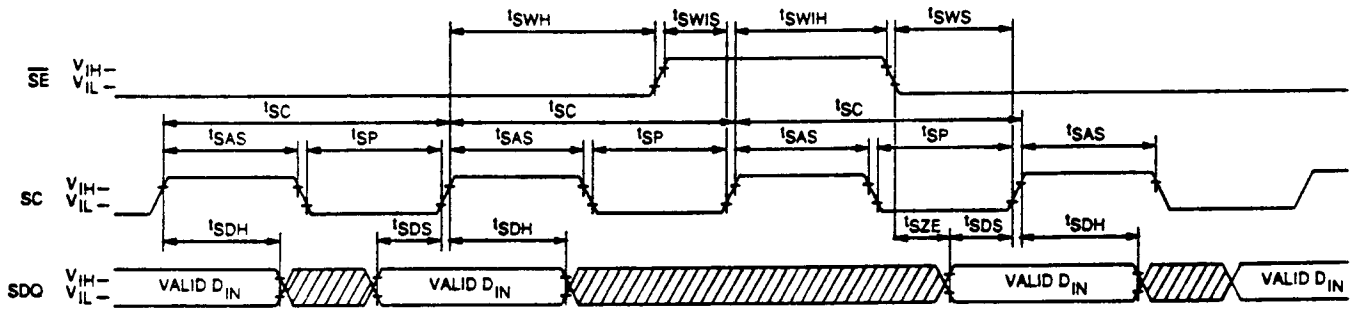 tSWH tSWIS tSWIH tSWS
SE VIH
VIL
tSC tSC tSC
tSAS tSP tSAS tSP tSAS tSP tSAS
SC VIH
VIL
tSDH tSDS tSDH tSZE tSDS tSDH
SDQ VIH
VIL
VALID DIN VALID DIN VALID DIN VALID DIN